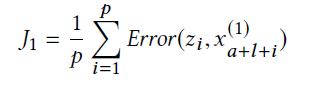 J_1 = \frac{1}{p} \sum_{i=1}^{p} Error(z_i, x_{a+l+i}^{(1)})